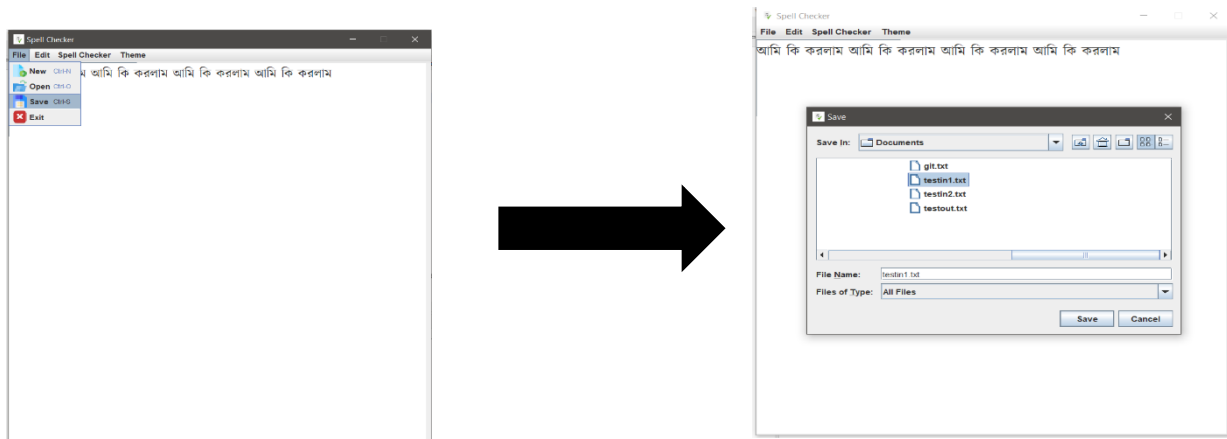 Spell Checker
File Edit Spell Checker Theme
New Ctrl-N
ম আমি কি করলাম আমি কি করলাম আমি কি করলাম
Open Ctrl-O
Save Ctrl-S
Exit
Spell Checker
File Edit Spell Checker Theme
আমি কি করলাম আমি কি করলাম আমি কি করলাম আমি কি করলাম
Save
Save In: Documents
git.txt
testin1.txt
testin2.txt
testout.txt
File Name: testin1.txt
Files of Type: All Files
Save Cancel